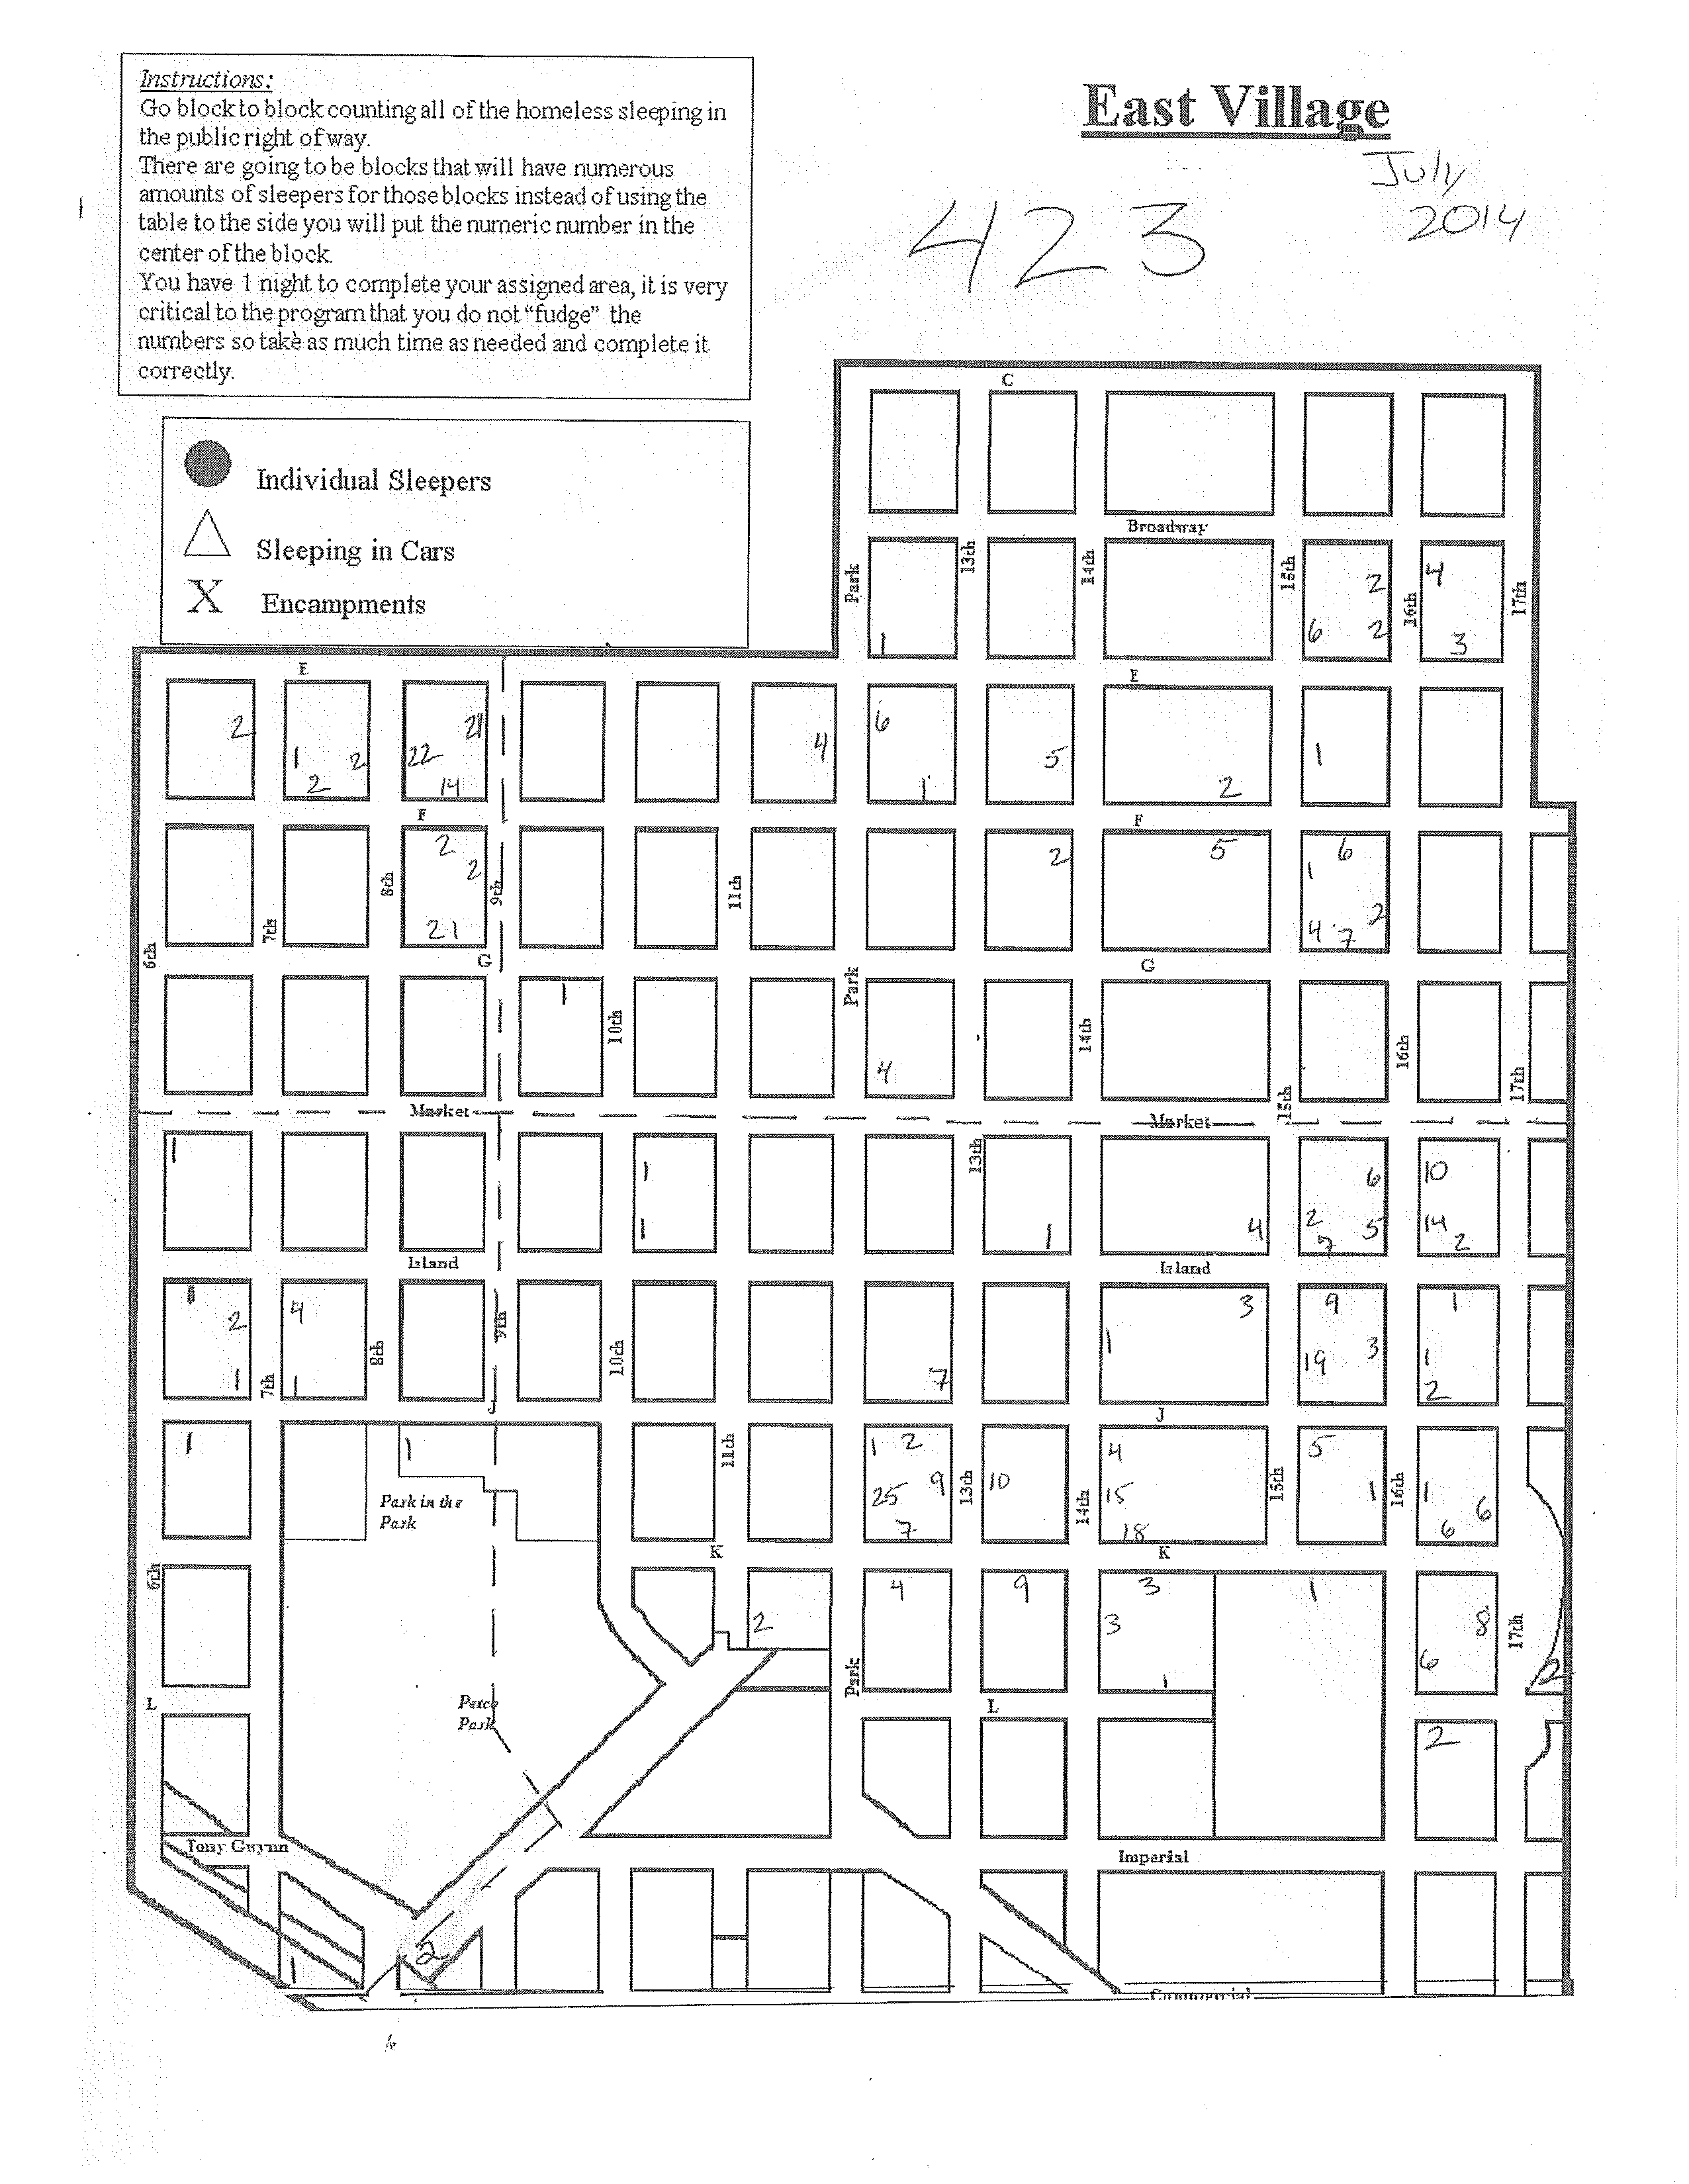 Instructions:
Go block to block counting all of the homeless sleeping in
the public right of way.
There are going to be blocks that will have numerous
amounts of sleepers for those blocks instead of using the
table to the side you will put the numeric number in the
center of the block.
You have 1 night to complete your assigned area, it is very
critical to the program that you do not "fudge" the
numbers so take as much time as needed and complete it
correctly.
East Village
July
2014
423
Individual Sleepers
Sleeping in Cars
X Encampments
C
Broadway
Park 13th 14th 15th 16th 17th
2 4
1 6 2 3
E E
2 21 6
1 2 22 4 5 1
2 14 1 2
F F
2 2 5 6
2 1
8th 9th 11th
21 4 7 2
6th 7th
G G
1
10th Park 14th 16th
4 17th
15th
Market Market
1 1 13th 6 10
1 1 4 2 7 5 14 2
Island Island
1 2 4 3 9 1
9th 8th 10th 1 19 3 1
1 7th 1 7 2
J J
1 1 11th 1 2 4 5
Park in the
Park
25 9 13th 10 14th 15 15th 1 16th 1 6
7 18 6
K K
6th 4 9 3 1
2 3 8 17th
Park 1 6 2
L L
Park
2
Tony Gwynn Imperial
2
1
Commercial